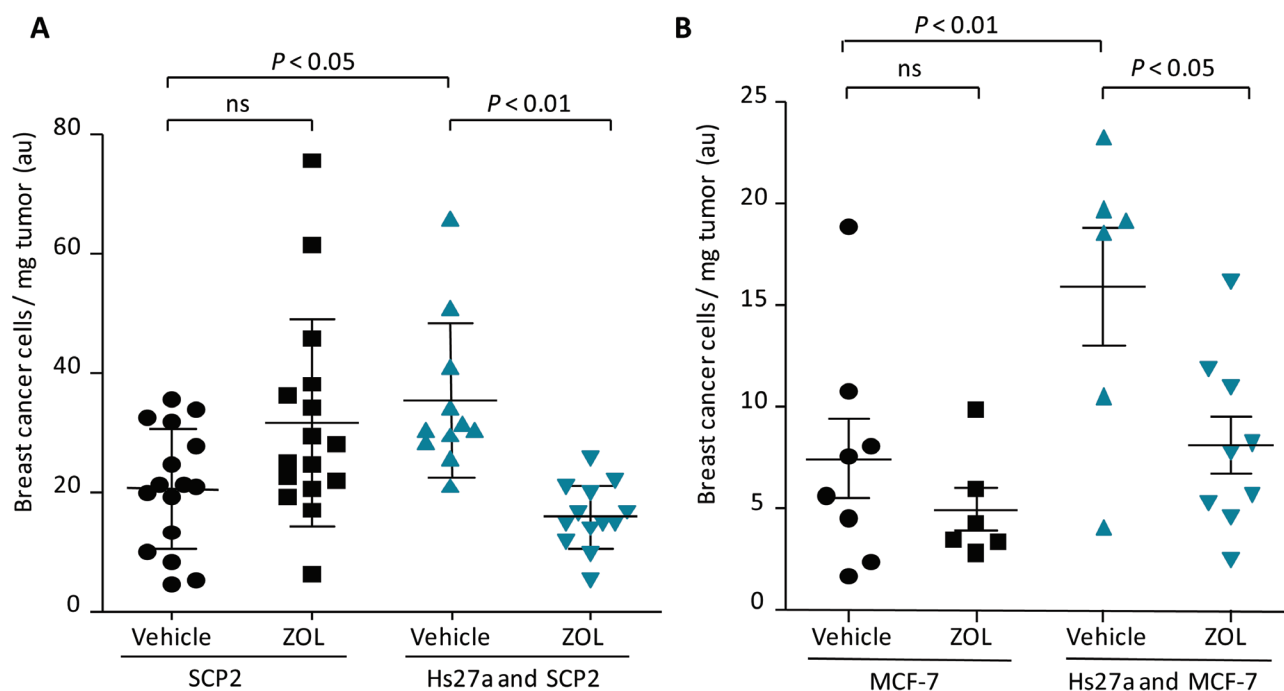 A
P < 0.05
ns
P < 0.01
Breast cancer cells / mg tumor (au)
80
60
40
20
0
Vehicle
ZOL
Vehicle
ZOL
SCP2
Hs27a and SCP2
B
P < 0.01
ns
P < 0.05
Breast cancer cells / mg tumor (au)
25
20
15
10
5
0
Vehicle
ZOL
Vehicle
ZOL
MCF-7
Hs27a and MCF-7